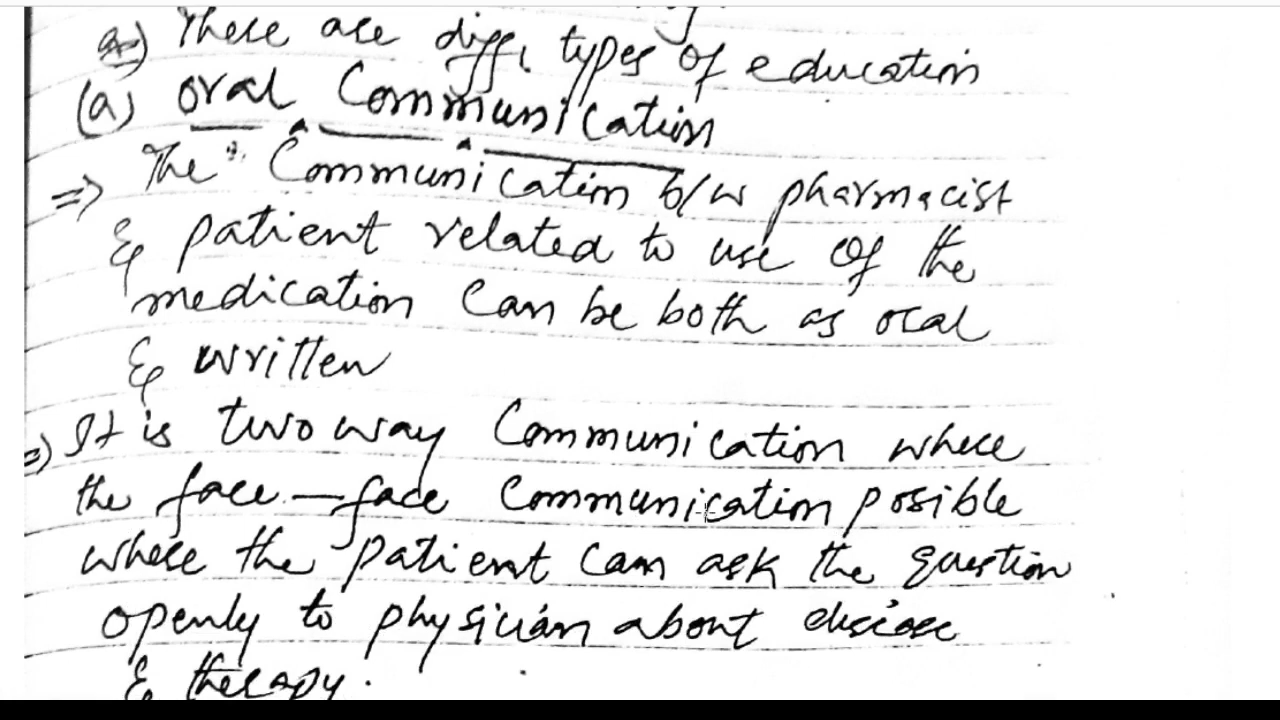 a) These are diff. types of education
(a) oral Communication
=> The Communication b/w pharmacist
& patient related to use of the
medication Can be both as oral
& written
=) It is two way Communication where
the face - face Communication posible
where the patient Can ask the question
openly to physician about disease
& therapy.